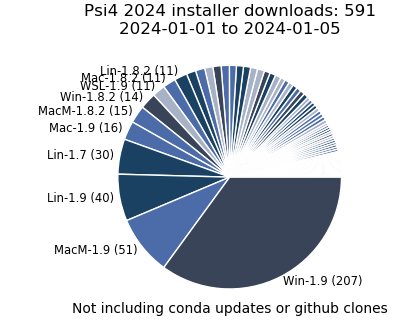 Psi4 2024 installer downloads: 591
2024-01-01 to 2024-01-05
Lin-1.8.2 (11)
Mac-1.8.2 (11)
WSL-1.9 (11)
Win-1.8.2 (14)
MacM-1.8.2 (15)
Mac-1.9 (16)
Lin-1.7 (30)
Lin-1.9 (40)
MacM-1.9 (51)
Win-1.9 (207)
Not including conda updates or github clones